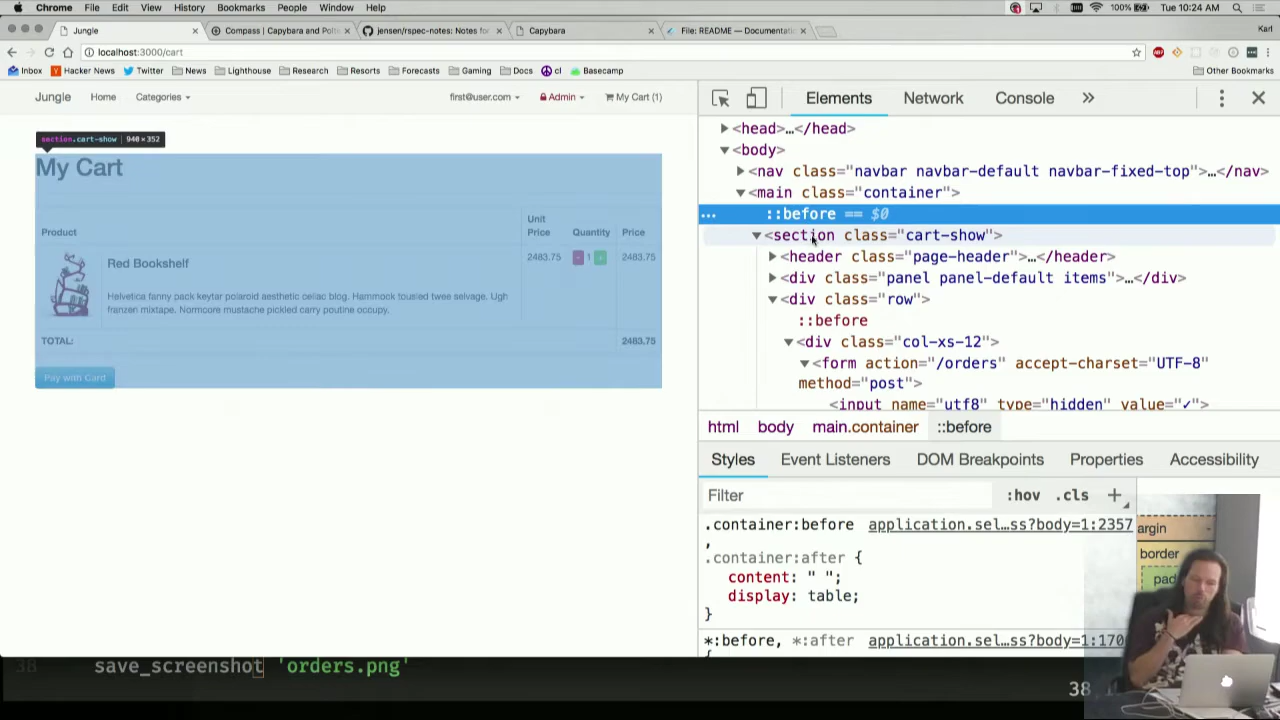 Chrome File Edit View History Bookmarks People Window Help 100% Tue 10:24 AM
Jungle × Compass | Capybara and Polte × jensen/rspec-notes: Notes for × Capybara × File: README — Documentatio ×
Karl
localhost:3000/cart
Inbox Hacker News Twitter News Lighthouse Research Resorts Forecasts Gaming Docs cl Basecamp Other Bookmarks
Jungle Home Categories first@user.com Admin My Cart (1)
section.cart-show | 940×352
My Cart
Product Unit Price Quantity Price
Red Bookshelf 2483.75 - 1 + 2483.75
Helvetica fanny pack keytar polaroid aesthetic celiac blog. Hammock tousled twee selvage. Ugh
franzen mixtape. Normcore mustache pickled carry poutine occupy.
TOTAL: 2483.75
Pay with Card
Elements Network Console »
▶<head>…</head>
▼<body>
▶<nav class="navbar navbar-default navbar-fixed-top">…</nav>
▼<main class="container">
… ::before == $0
▼<section class="cart-show">
▶<header class="page-header">…</header>
▶<div class="panel panel-default items">…</div>
▼<div class="row">
::before
▼<div class="col-xs-12">
▼<form action="/orders" accept-charset="UTF-8"
method="post">
<input name="utf8" type="hidden" value="✓">
html body main.container ::before
Styles Event Listeners DOM Breakpoints Properties Accessibility
Filter :hov .cls +
.container:before application.sel…ss?body=1:2357
,
.container:after {
content: " ";
display: table;
}
*:before, *:after application.sel…ss?body=1:170
{
argin -
border
pad
38 save_screenshot 'orders.png'
38,